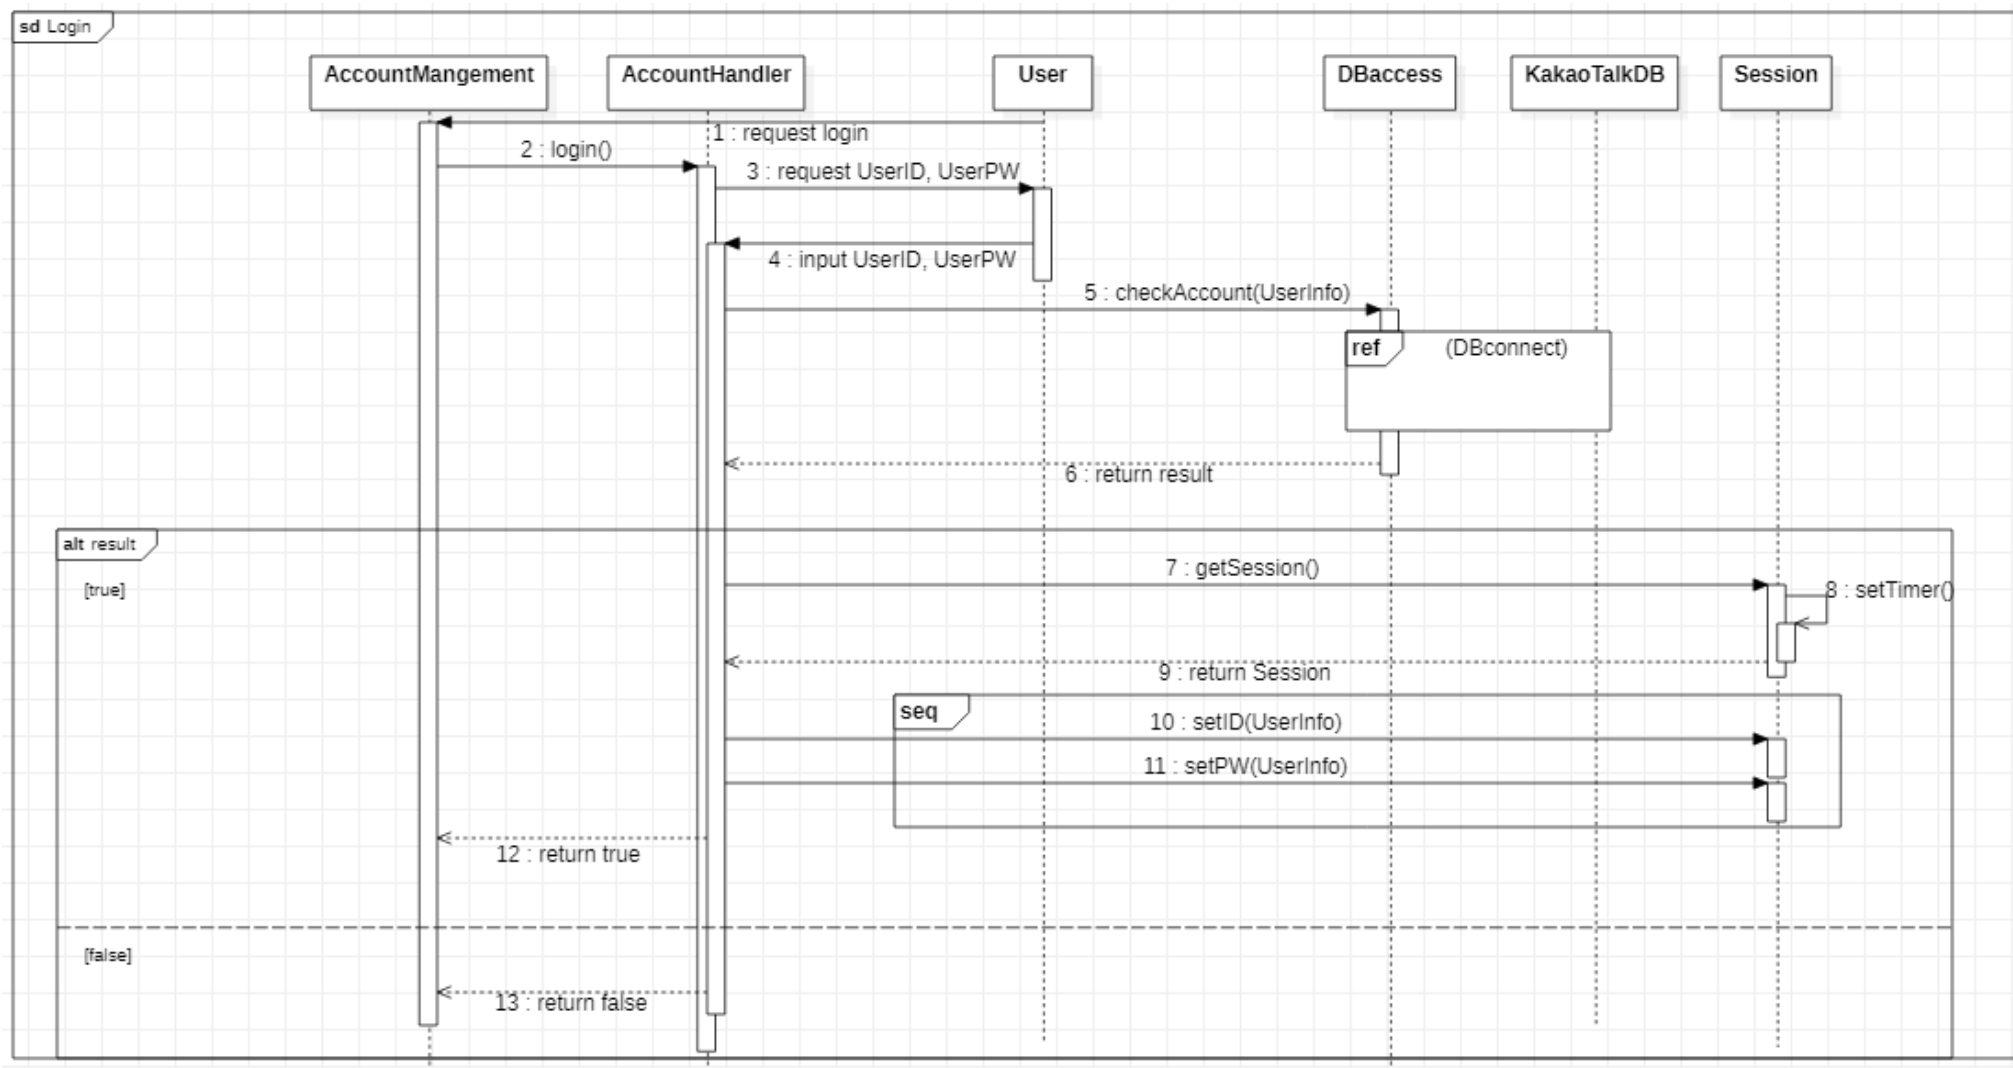 sd Login
AccountMangement
AccountHandler
User
DBaccess
KakaoTalkDB
Session
1 : request login
2 : login()
3 : request UserID, UserPW
4 : input UserID, UserPW
5 : checkAccount(UserInfo)
ref
(DBconnect)
6 : return result
alt result
[true]
7 : getSession()
8 : setTimer()
9 : return Session
seq
10 : setID(UserInfo)
11 : setPW(UserInfo)
12 : return true
[false]
13 : return false